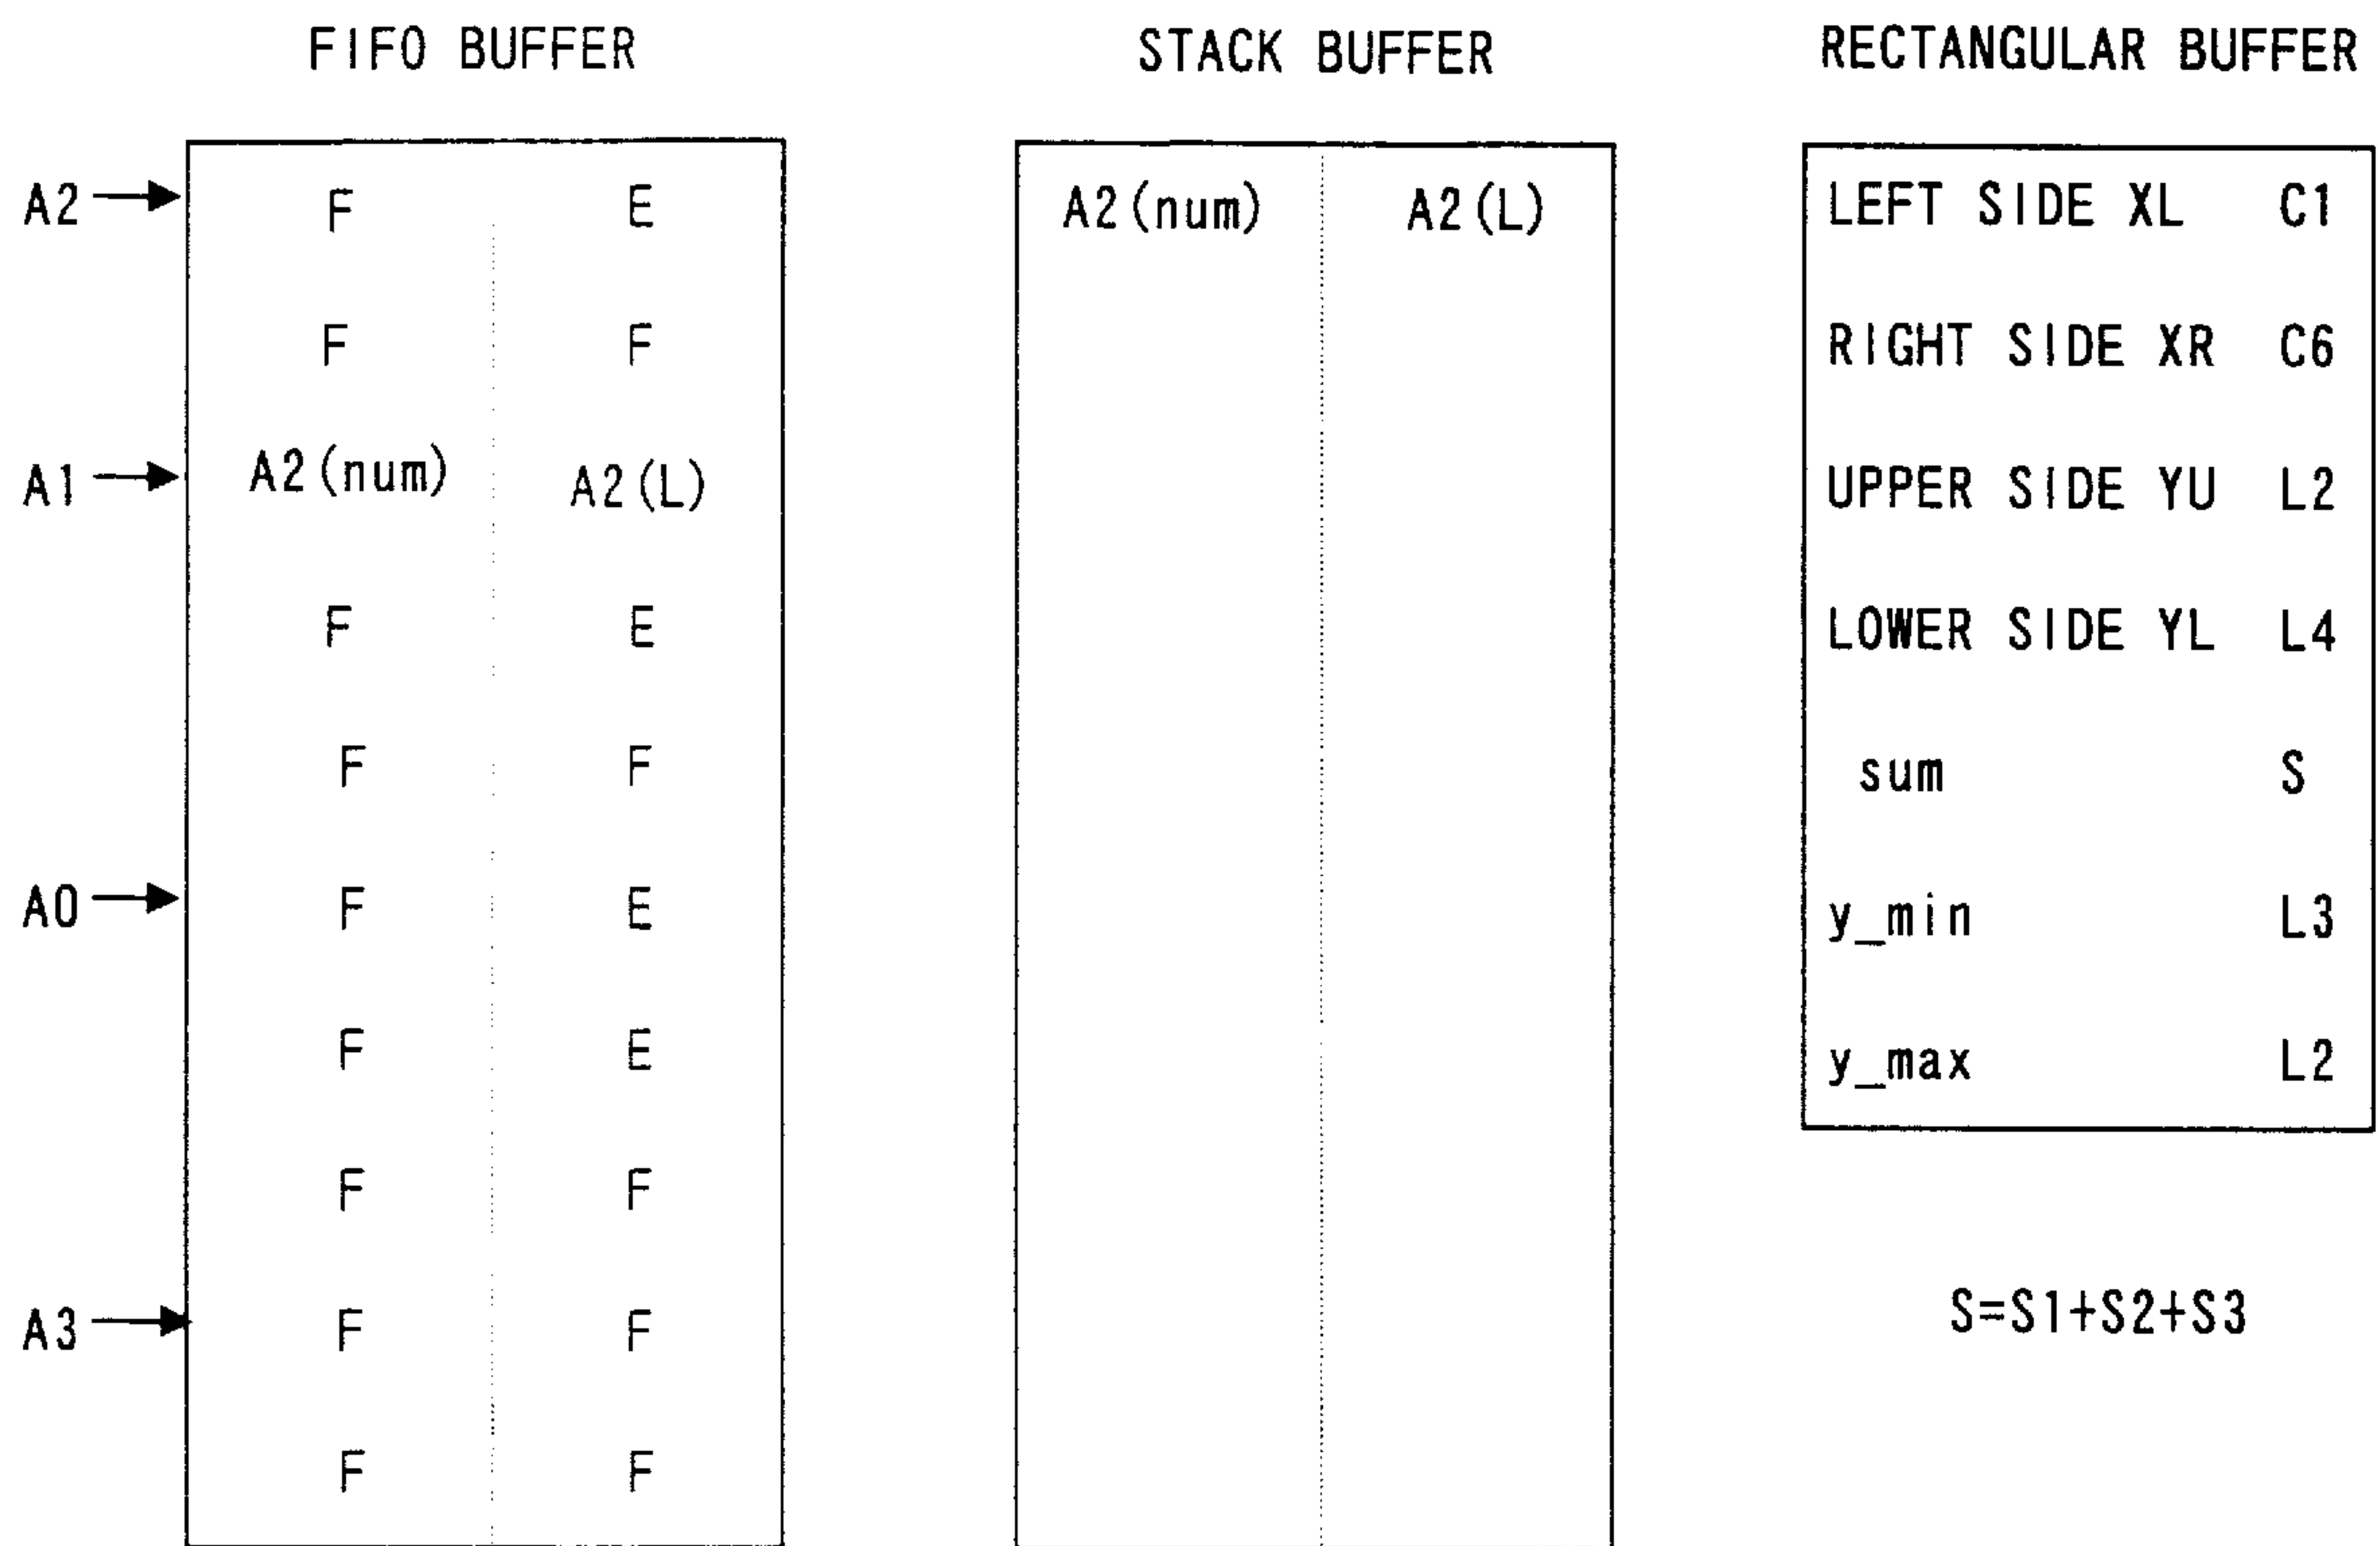 FIFO BUFFER
STACK BUFFER
RECTANGULAR BUFFER
A2 F E
F F
A1 A2(num) A2(L)
F E
F F
A0 F E
F E
F F
A3 F F
F F
A2(num) A2(L)
LEFT SIDE XL C1
RIGHT SIDE XR C6
UPPER SIDE YU L2
LOWER SIDE YL L4
sum S
y_min L3
y_max L2
S=S1+S2+S3